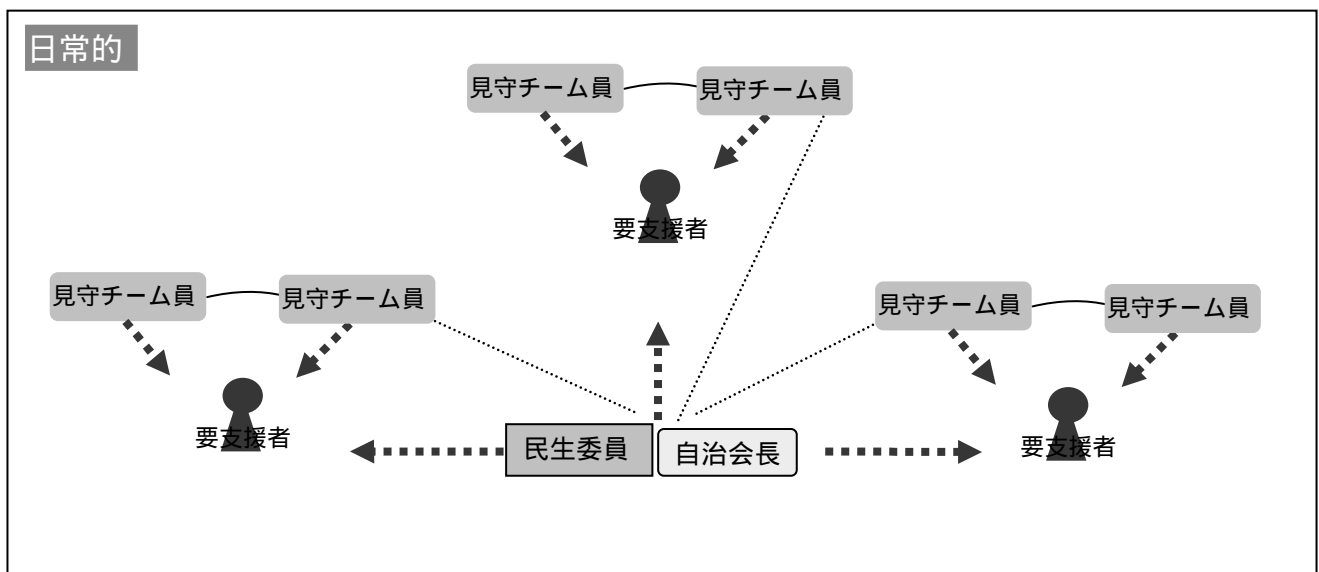 日常的
見守チーム員
見守チーム員
要支援者
見守チーム員
見守チーム員
要支援者
見守チーム員
見守チーム員
要支援者
民生委員
自治会長